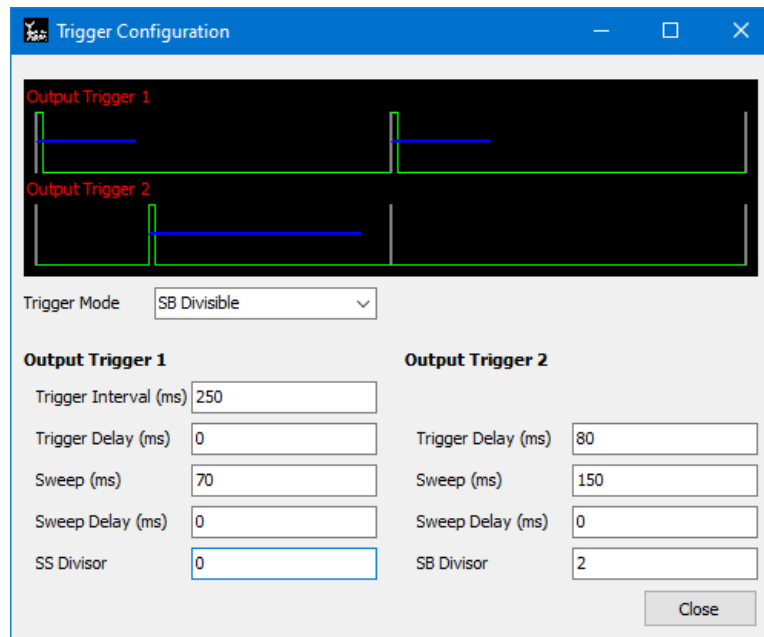 Trigger Configuration
Output Trigger 1
Output Trigger 2
Trigger Mode SB Divisible
Output Trigger 1 Output Trigger 2
Trigger Interval (ms) 250
Trigger Delay (ms) 0 Trigger Delay (ms) 80
Sweep (ms) 70 Sweep (ms) 150
Sweep Delay (ms) 0 Sweep Delay (ms) 0
SS Divisor 0 SB Divisor 2
Close